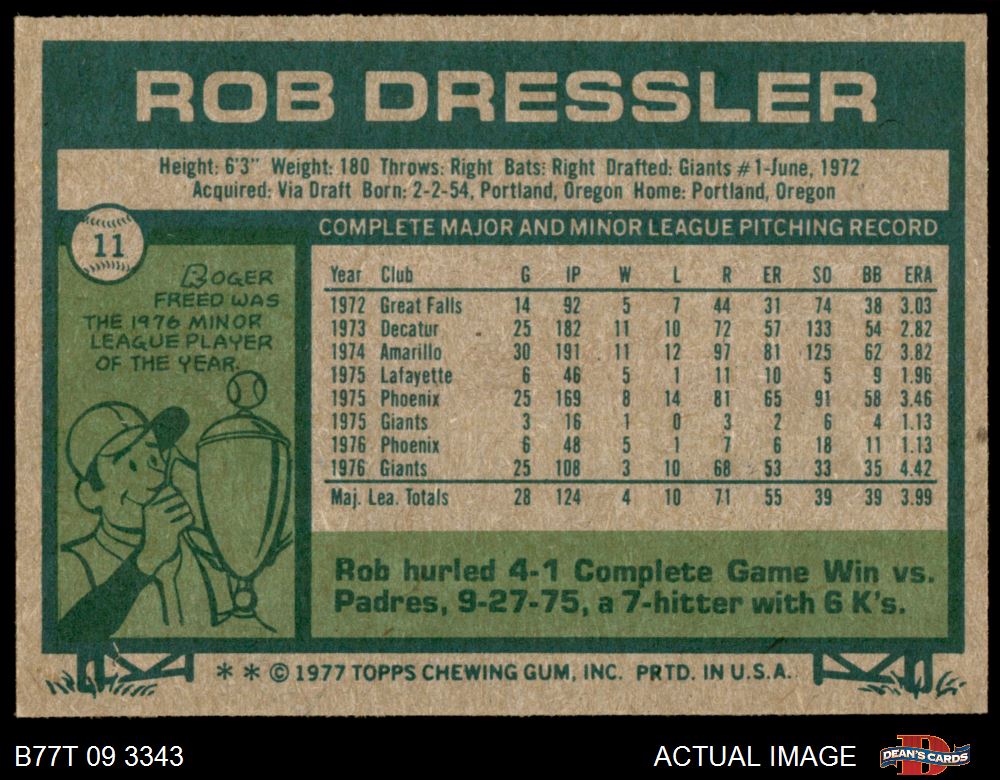 ROB DRESSLER
Height: 6'3" Weight: 180 Throws: Right Bats: Right Drafted: Giants #1-June, 1972
Acquired: Via Draft Born: 2-2-54, Portland, Oregon Home: Portland, Oregon
11
ROGER
FREED WAS
THE 1976 MINOR
LEAGUE PLAYER
OF THE YEAR.
COMPLETE MAJOR AND MINOR LEAGUE PITCHING RECORD
Year Club G IP W L R ER SO BB ERA
1972 Great Falls 14 92 5 7 44 31 74 38 3.03
1973 Decatur 25 182 11 10 72 57 133 54 2.82
1974 Amarillo 30 191 11 12 97 81 125 62 3.82
1975 Lafayette 6 46 5 1 11 10 5 9 1.96
1975 Phoenix 25 169 8 14 81 65 91 58 3.46
1975 Giants 3 16 1 0 3 2 6 4 1.13
1976 Phoenix 6 48 5 1 7 6 18 11 1.13
1976 Giants 25 108 3 10 68 53 33 35 4.42
Maj. Lea. Totals 28 124 4 10 71 55 39 39 3.99
Rob hurled 4-1 Complete Game Win vs.
Padres, 9-27-75, a 7-hitter with 6 K's.
* * © 1977 TOPPS CHEWING GUM, INC. PRTD. IN U.S.A.
B77T 09 3343
ACTUAL IMAGE
DEAN'S CARDS